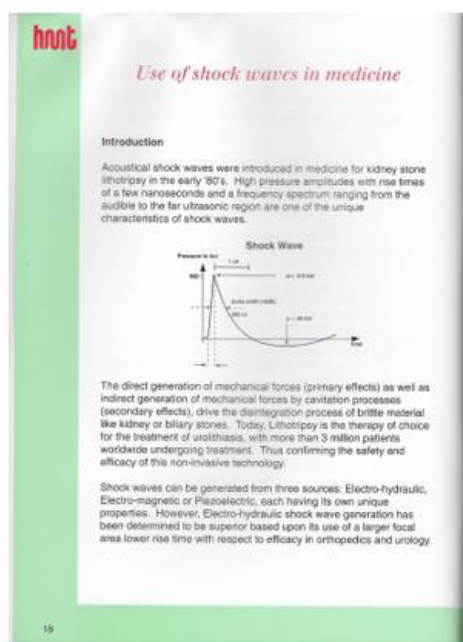 hmt
Use of shock waves in medicine
Introduction
Acoustical shock waves were introduced in medicine for kidney stone
lithotripsy in the early '80's. High pressure amplitudes with rise times
of a few nanoseconds and a frequency spectrum ranging from the
audible to the far ultrasonic region are one of the unique
characteristics of shock waves.
Shock Wave
Pressure in bar
1 µs
pulse width (width)
time
The direct generation of mechanical forces (primary effects) as well as
indirect generation of mechanical forces by cavitation processes
(secondary effects), drive the disintegration process of brittle material
like kidney or biliary stones. Today, Lithotripsy is the therapy of choice
for the treatment of urolithiasis, with more than 3 million patients
worldwide undergoing treatment. Thus confirming the safety and
efficacy of this non-invasive technology.
Shock waves can be generated from three sources: Electro-hydraulic,
Electro-magnetic or Piezoelectric, each having its own unique
properties. However, Electro-hydraulic shock wave generation has
been determined to be superior based upon its use of a larger focal
area lower rise time with respect to efficacy in orthopedics and urology.
18